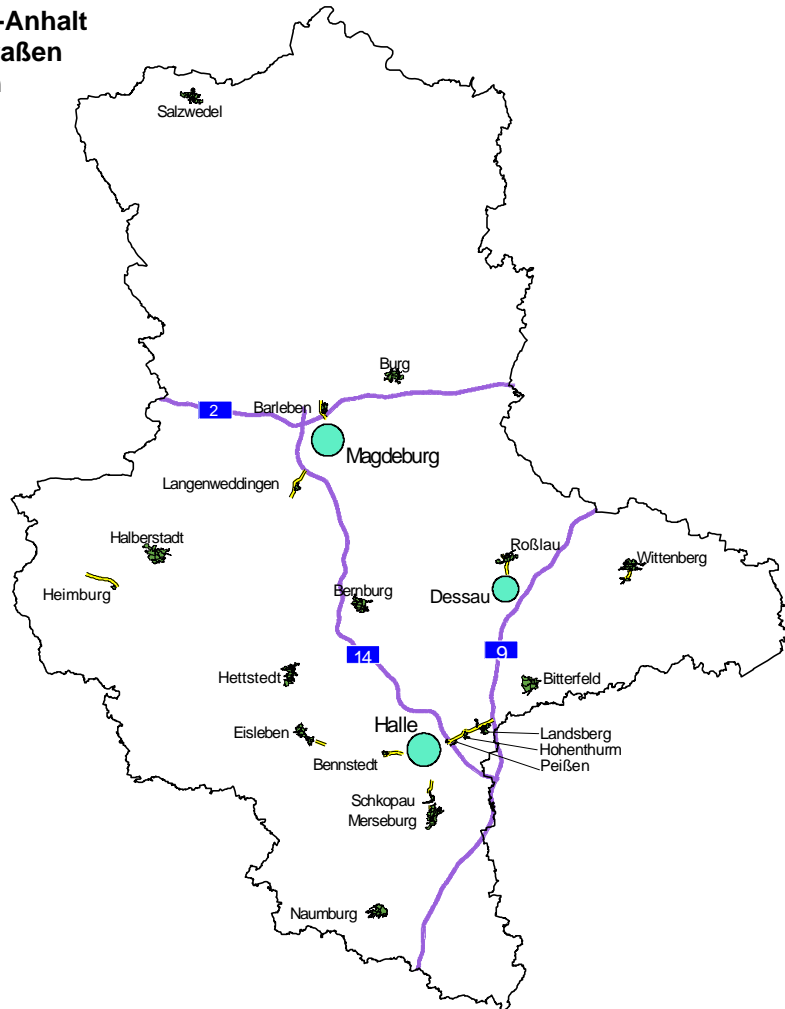 -Anhalt
aßen
Salzwedel
Burg
2
Barleben
Magdeburg
Langenweddingen
Halberstadt
Roßlau
Wittenberg
Heimburg
Bernburg
Dessau
14
9
Hettstedt
Bitterfeld
Halle
Eisleben
Landsberg
Hohenthurm
Bennstedt
Peißen
Schkopau
Merseburg
Naumburg